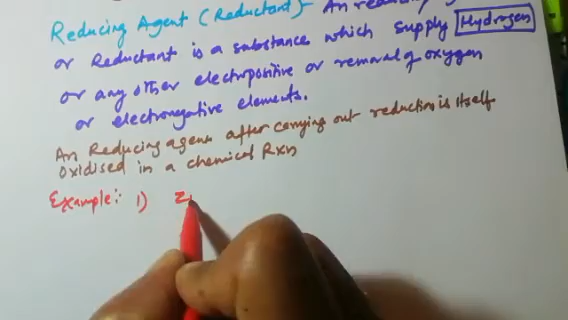 Reducing Agent (Reductant)- An
or Reductant is a substance which supply Hydrogen
or any other electropositive or removal of oxygen
or electronegative elements.
An Reducing agent after carrying out reduction is itself
oxidised in a chemical Rxn
Example:- 1)